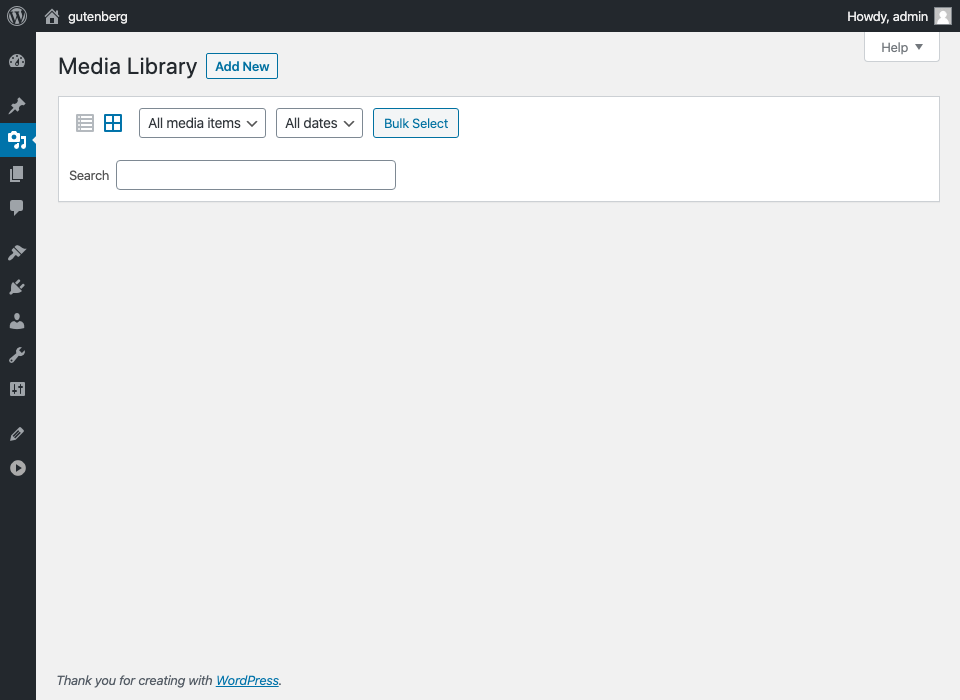 gutenberg
Howdy, admin
Help
Media Library
Add New
All media items
All dates
Bulk Select
Search
Thank you for creating with WordPress.